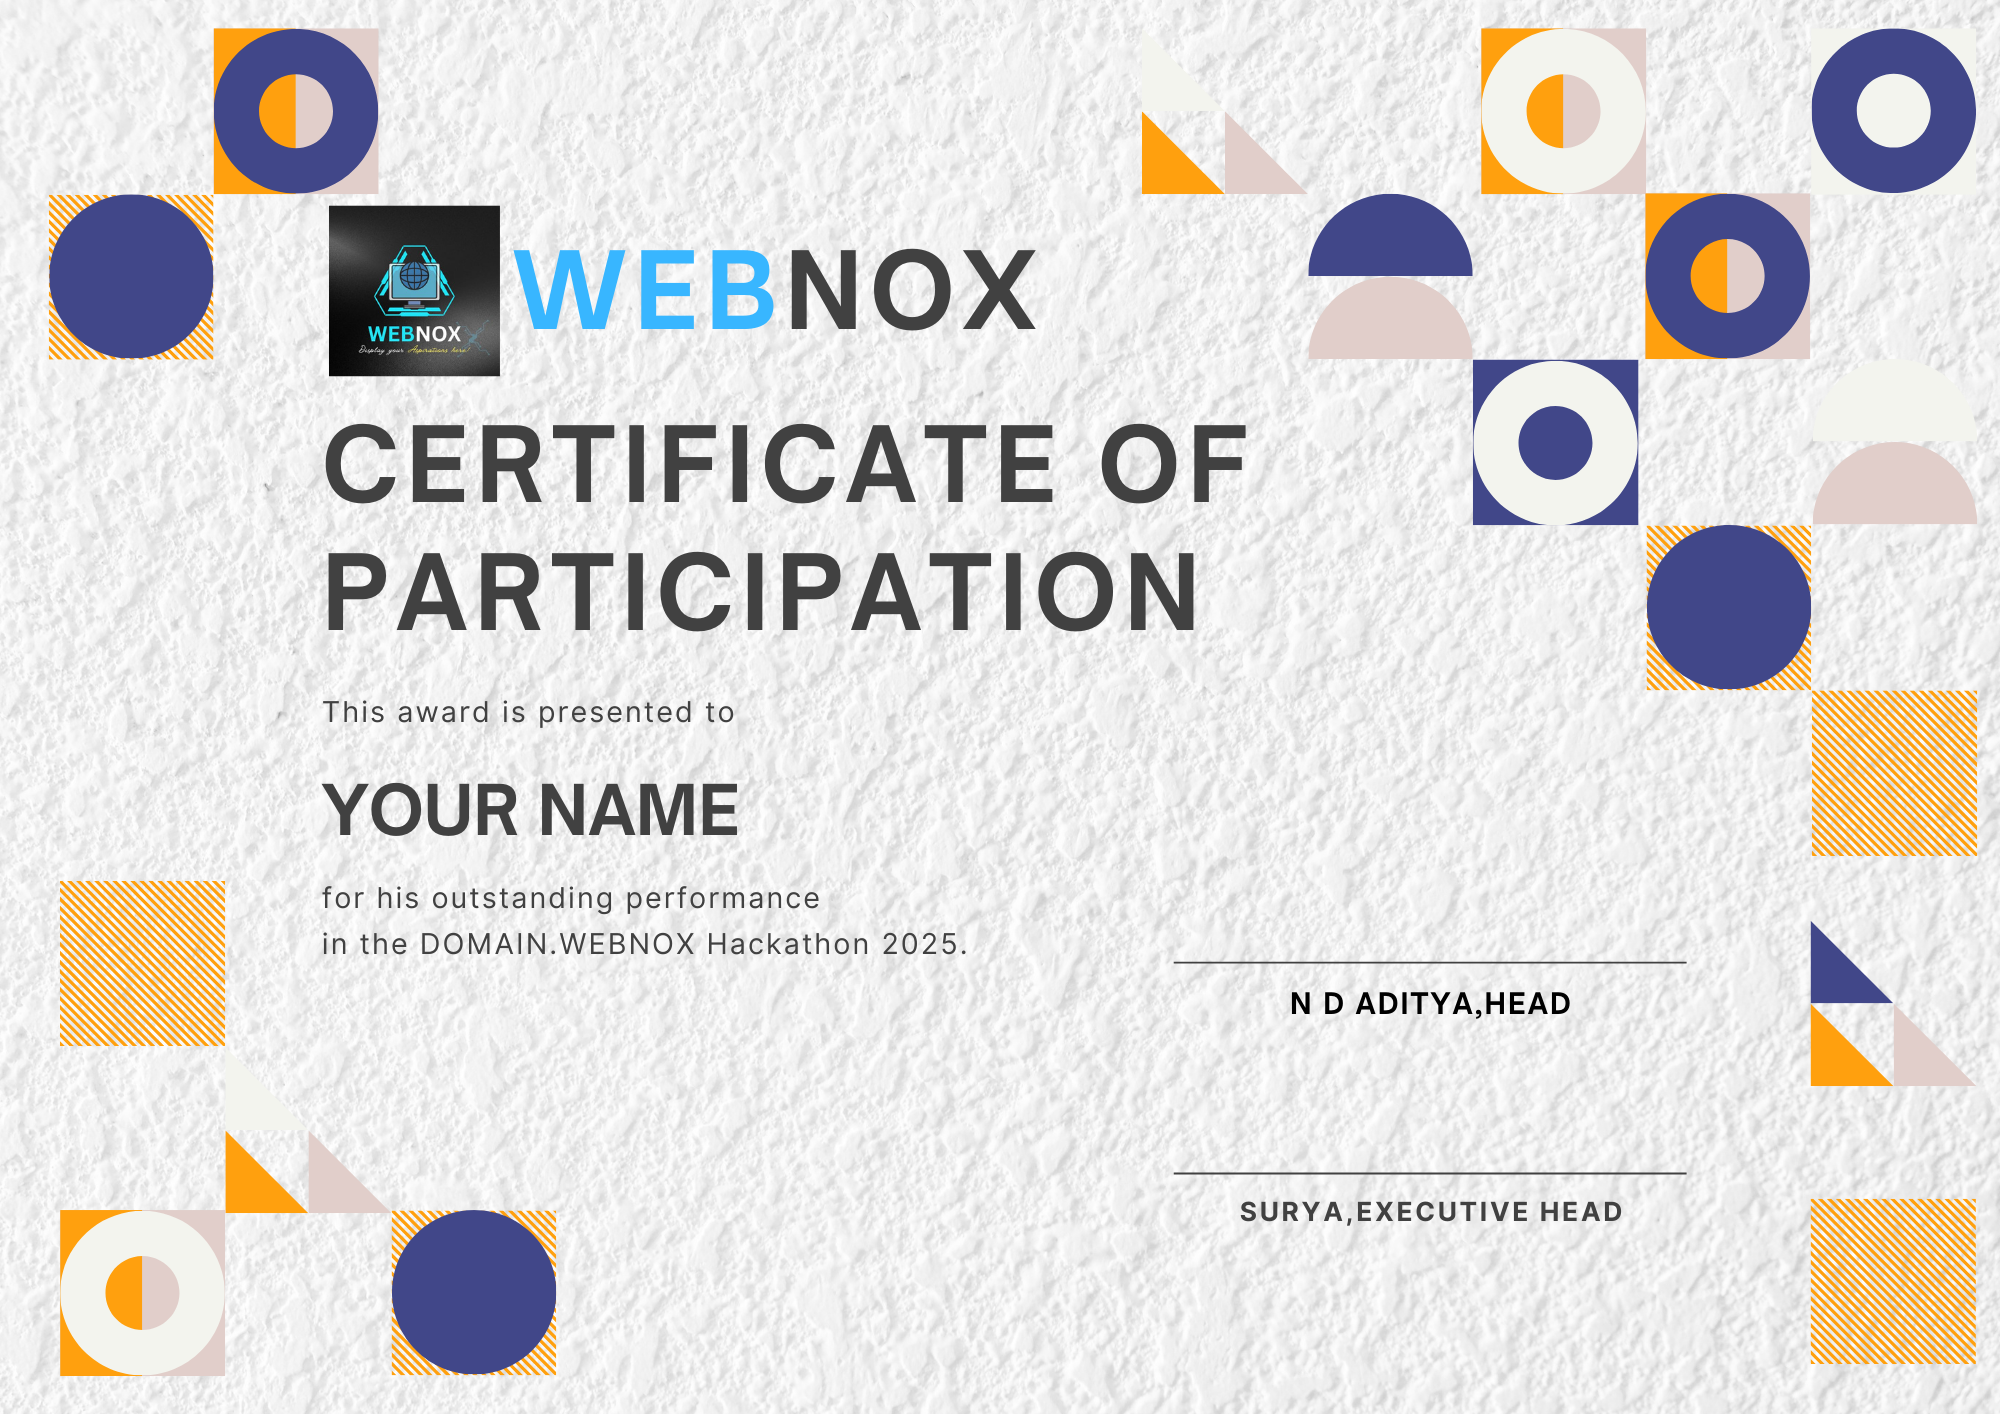 WEBNOX
Display your Aspirations here!
WEBNOX
CERTIFICATE OF
PARTICIPATION
This award is presented to
YOUR NAME
for his outstanding performance
in the DOMAIN.WEBNOX Hackathon 2025.
N D ADITYA,HEAD
SURYA,EXECUTIVE HEAD